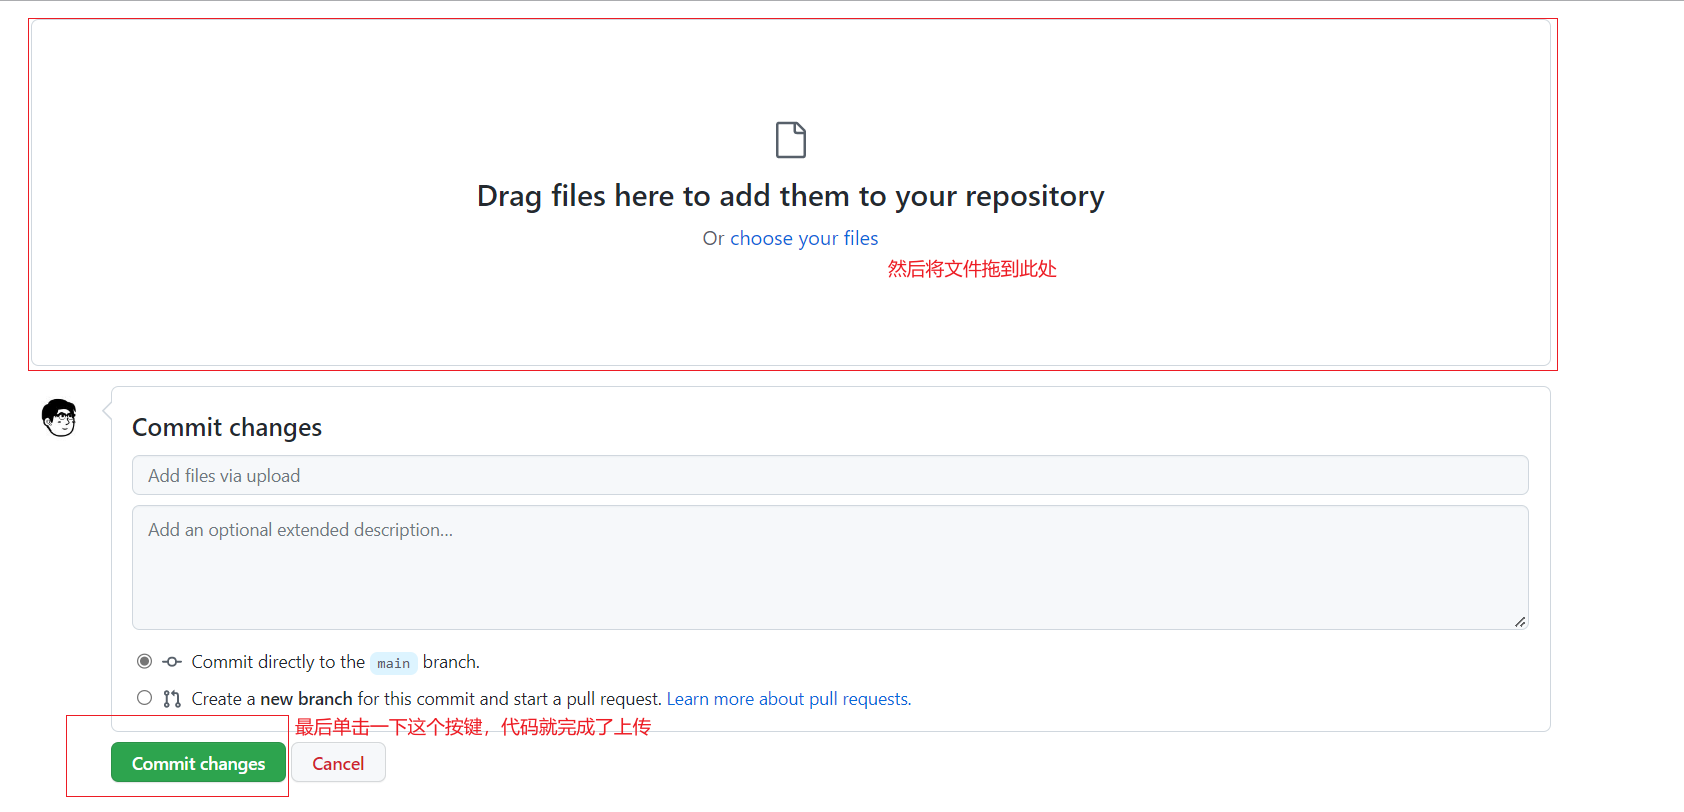 Drag files here to add them to your repository
Or choose your files
然后将文件拖到此处
Commit changes
Add files via upload
Add an optional extended description...
Commit directly to the main branch.
Create a new branch for this commit and start a pull request. Learn more about pull requests.
最后单击一下这个按键，代码就完成了上传
Commit changes Cancel